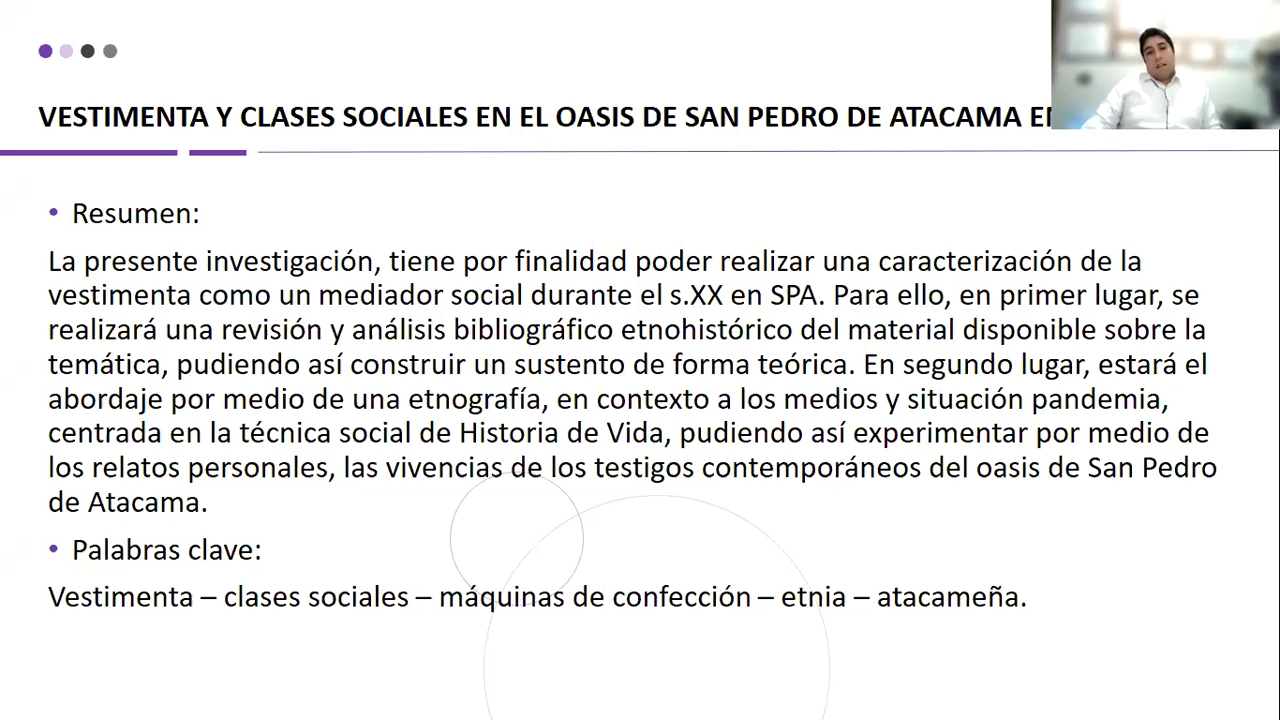 VESTIMENTA Y CLASES SOCIALES EN EL OASIS DE SAN PEDRO DE ATACAMA
• Resumen:
La presente investigación, tiene por finalidad poder realizar una caracterización de la
vestimenta como un mediador social durante el s.XX en SPA. Para ello, en primer lugar, se
realizará una revisión y análisis bibliográfico etnohistórico del material disponible sobre la
temática, pudiendo así construir un sustento de forma teórica. En segundo lugar, estará el
abordaje por medio de una etnografía, en contexto a los medios y situación pandemia,
centrada en la técnica social de Historia de Vida, pudiendo así experimentar por medio de
los relatos personales, las vivencias de los testigos contemporáneos del oasis de San Pedro
de Atacama.
• Palabras clave:
Vestimenta – clases sociales – máquinas de confección – etnia – atacameña.